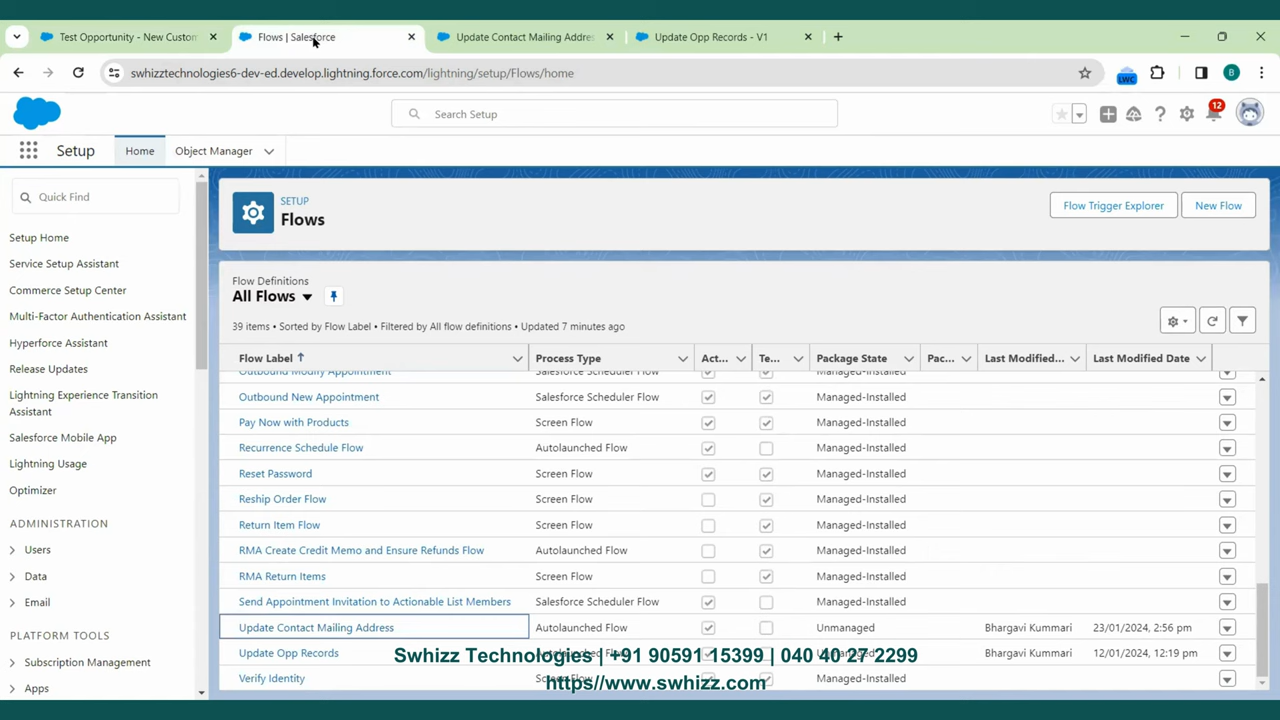 Test Opportunity - New Custom
Flows | Salesforce
Update Contact Mailing Addres
Update Opp Records - V1
swhizztechnologies6-dev-ed.develop.lightning.force.com/lightning/setup/Flows/home
B
LWC
Search Setup
12
Setup
Home
Object Manager
Quick Find
Setup Home
Service Setup Assistant
Commerce Setup Center
Multi-Factor Authentication Assistant
Hyperforce Assistant
Release Updates
Lightning Experience Transition
Assistant
Salesforce Mobile App
Lightning Usage
Optimizer
ADMINISTRATION
Users
Data
Email
PLATFORM TOOLS
Subscription Management
Apps
SETUP
Flows
Flow Trigger Explorer
New Flow
Flow Definitions
All Flows
39 items • Sorted by Flow Label • Filtered by All flow definitions • Updated 7 minutes ago
Flow Label ↑ Process Type Act... Te... Package State Pac... Last Modified... Last Modified Date
Outbound Modify Appointment Salesforce Scheduler Flow Managed-Installed
Outbound New Appointment Salesforce Scheduler Flow Managed-Installed
Pay Now with Products Screen Flow Managed-Installed
Recurrence Schedule Flow Autolaunched Flow Managed-Installed
Reset Password Screen Flow Managed-Installed
Reship Order Flow Screen Flow Managed-Installed
Return Item Flow Screen Flow Managed-Installed
RMA Create Credit Memo and Ensure Refunds Flow Autolaunched Flow Managed-Installed
RMA Return Items Screen Flow Managed-Installed
Send Appointment Invitation to Actionable List Members Salesforce Scheduler Flow Managed-Installed
Update Contact Mailing Address Autolaunched Flow Unmanaged Bhargavi Kummari 23/01/2024, 2:56 pm
Update Opp Records Bhargavi Kummari 12/01/2024, 12:19 pm
Verify Identity Managed-Installed
Swhizz Technologies | +91 90591 15399 | 040 40 27 2299
https//www.swhizz.com